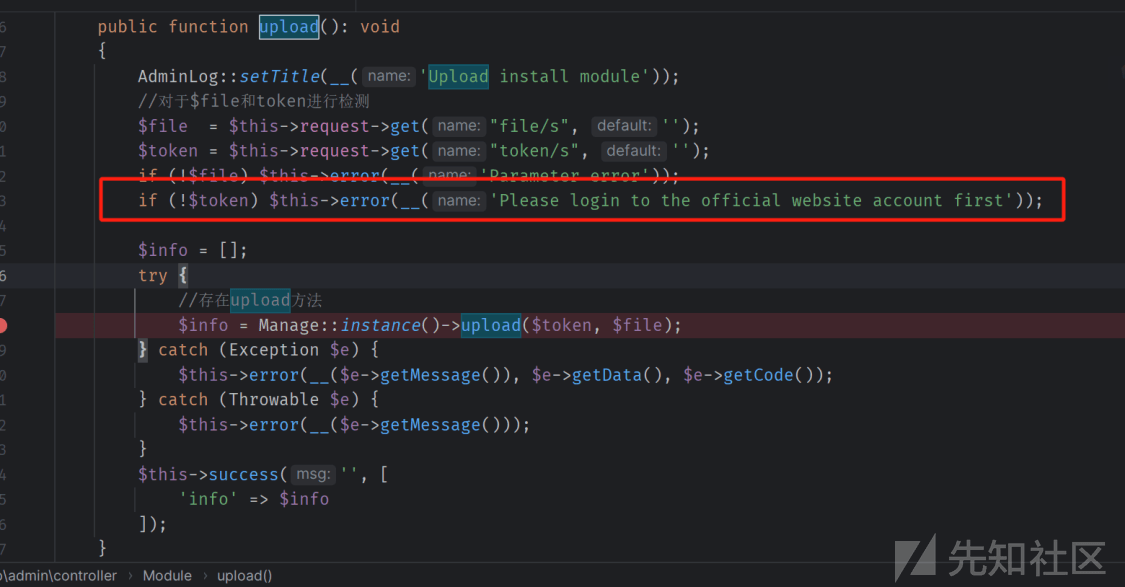 6 public function upload(): void
7 {
8 AdminLog::setTitle(__( name: 'Upload install module'));
9 //对于$file和token进行检测
0 $file  = $this->request->get( name: "file/s",  default: '');
1 $token = $this->request->get( name: "token/s",  default: '');
2 if (!$file) $this->error(__( name: 'Parameter error'));
3 if (!$token) $this->error(__( name: 'Please login to the official website account first'));
4
5 $info = [];
6 try {
7 //存在upload方法
$info = Manage::instance()->upload($token, $file);
9 } catch (Exception $e) {
0 $this->error(__($e->getMessage()), $e->getData(), $e->getCode());
1 } catch (Throwable $e) {
2 $this->error(__($e->getMessage()));
3 }
4 $this->success( msg: '', [
5 'info' => $info
6 ]);
7 }
\admin\controller › Module › upload()
先知社区